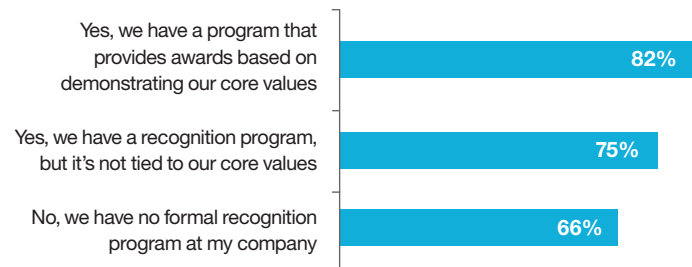 Yes, we have a program that
provides awards based on
demonstrating our core values
82%
Yes, we have a recognition program,
but it’s not tied to our core values
75%
No, we have no formal recognition
program at my company
66%